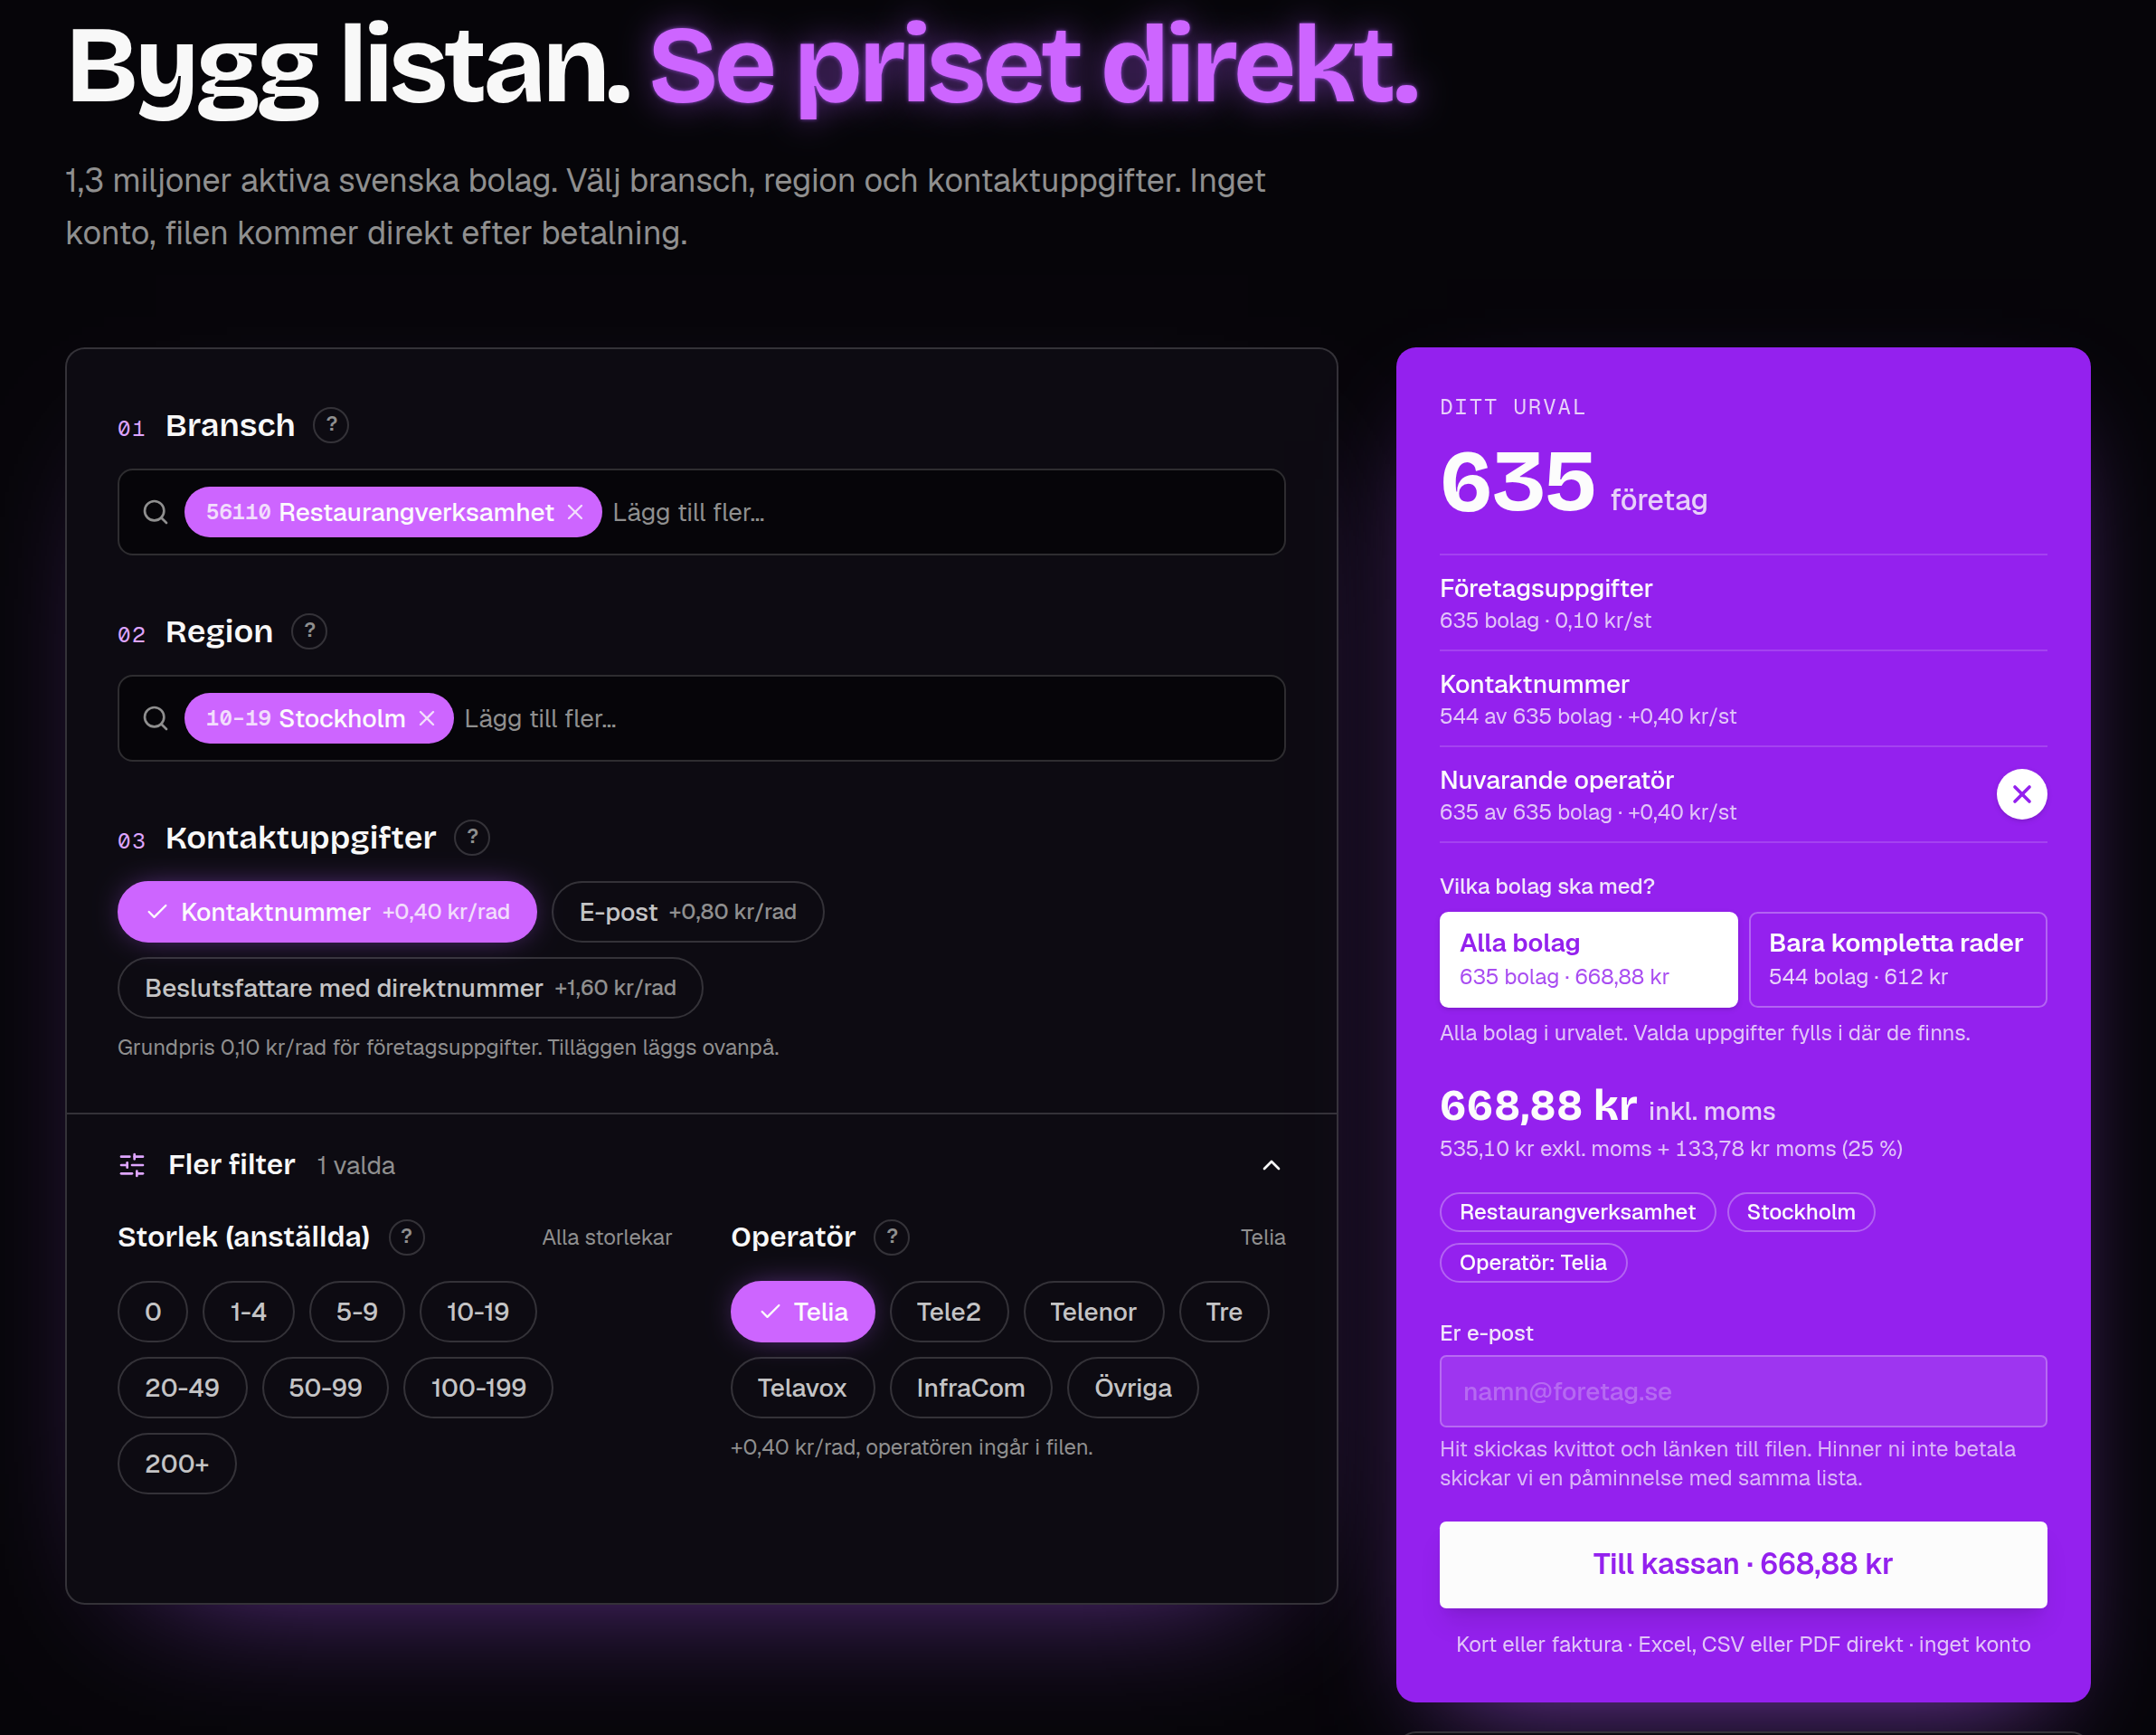 Bygg listan. Se priset direkt.
1,3 miljoner aktiva svenska bolag. Välj bransch, region och kontaktuppgifter. Inget
konto, filen kommer direkt efter betalning.
01 Bransch ?
56110 Restaurangverksamhet Lägg till fler...
02 Region ?
10-19 Stockholm Lägg till fler...
03 Kontaktuppgifter ?
Kontaktnummer +0,40 kr/rad
E-post +0,80 kr/rad
Beslutsfattare med direktnummer +1,60 kr/rad
Grundpris 0,10 kr/rad för företagsuppgifter. Tilläggen läggs ovanpå.
Fler filter 1 valda
Storlek (anställda) ? Alla storlekar
0 1-4 5-9 10-19
20-49 50-99 100-199
200+
Operatör ? Telia
Telia Tele2 Telenor Tre
Telavox InfraCom Övriga
+0,40 kr/rad, operatören ingår i filen.
DITT URVAL
635 företag
Företagsuppgifter
635 bolag · 0,10 kr/st
Kontaktnummer
544 av 635 bolag · +0,40 kr/st
Nuvarande operatör
635 av 635 bolag · +0,40 kr/st
Vilka bolag ska med?
Alla bolag
635 bolag · 668,88 kr
Bara kompletta rader
544 bolag · 612 kr
Alla bolag i urvalet. Valda uppgifter fylls i där de finns.
668,88 kr inkl. moms
535,10 kr exkl. moms + 133,78 kr moms (25 %)
Restaurangverksamhet Stockholm
Operatör: Telia
Er e-post
namn@foretag.se
Hit skickas kvittot och länken till filen. Hinner ni inte betala
skickar vi en påminnelse med samma lista.
Till kassan · 668,88 kr
Kort eller faktura · Excel, CSV eller PDF direkt · inget konto